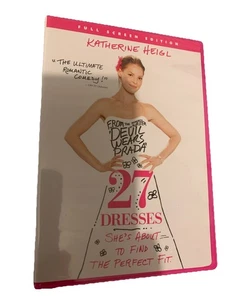 FULL SCREEN EDITION
KATHERINE HEIGL
"THE ULTIMATE
ROMANTIC
COMEDY!"
FROM THE WRITER
DEVIL
WEARS
PRADA
27
DRESSES
SHE'S ABOUT
TO FIND
THE PERFECT FIT.